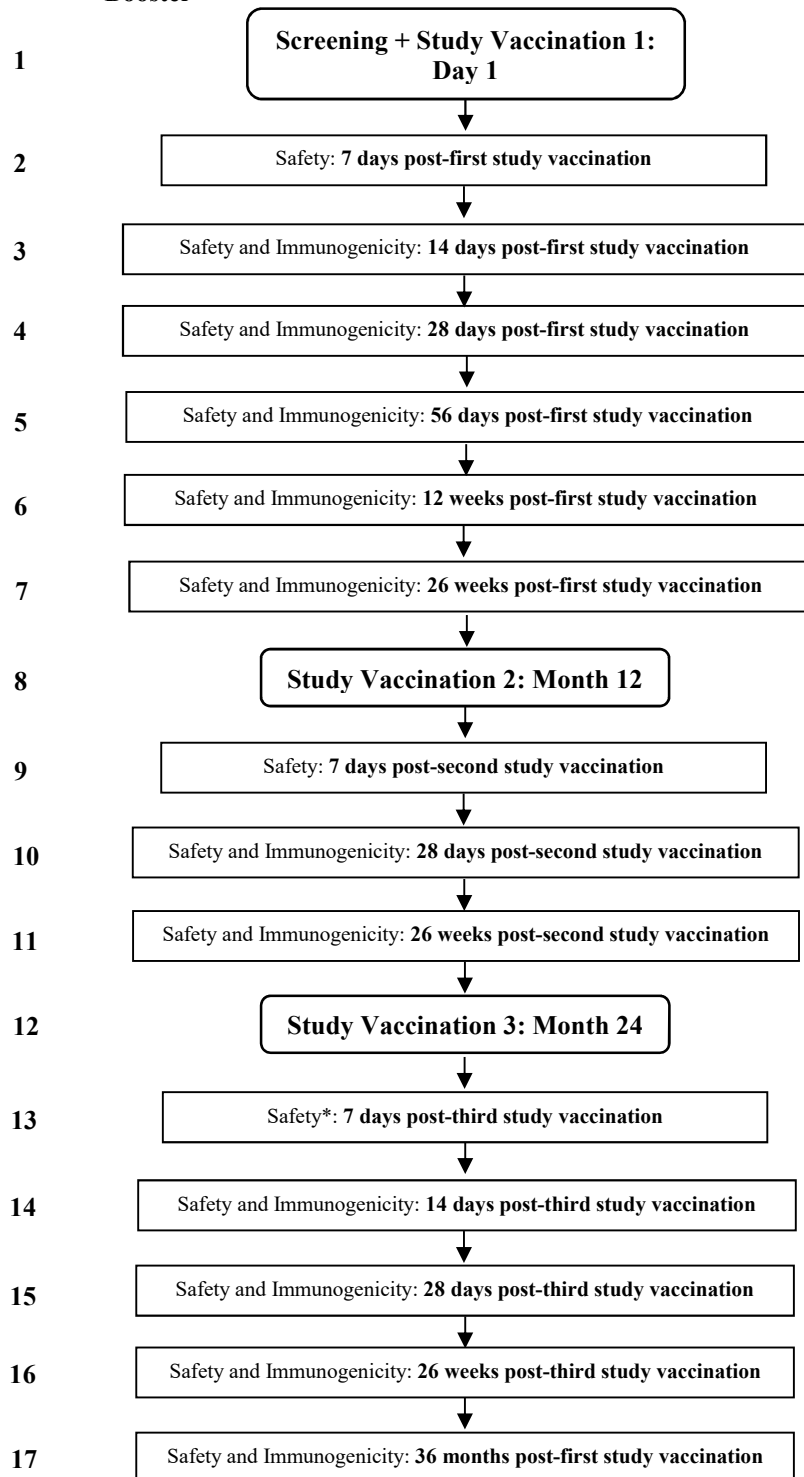 Booster
Screening + Study Vaccination 1:
1
Day 1
2 Safety: 7 days post-first study vaccination
3 Safety and Immunogenicity: 14 days post-first study vaccination
4 Safety and Immunogenicity: 28 days post-first study vaccination
5 Safety and Immunogenicity: 56 days post-first study vaccination
6 Safety and Immunogenicity: 12 weeks post-first study vaccination
7 Safety and Immunogenicity: 26 weeks post-first study vaccination
8 Study Vaccination 2: Month 12
9 Safety: 7 days post-second study vaccination
10 Safety and Immunogenicity: 28 days post-second study vaccination
11 Safety and Immunogenicity: 26 weeks post-second study vaccination
12 Study Vaccination 3: Month 24
13 Safety*: 7 days post-third study vaccination
14 Safety and Immunogenicity: 14 days post-third study vaccination
15 Safety and Immunogenicity: 28 days post-third study vaccination
16 Safety and Immunogenicity: 26 weeks post-third study vaccination
17 Safety and Immunogenicity: 36 months post-first study vaccination